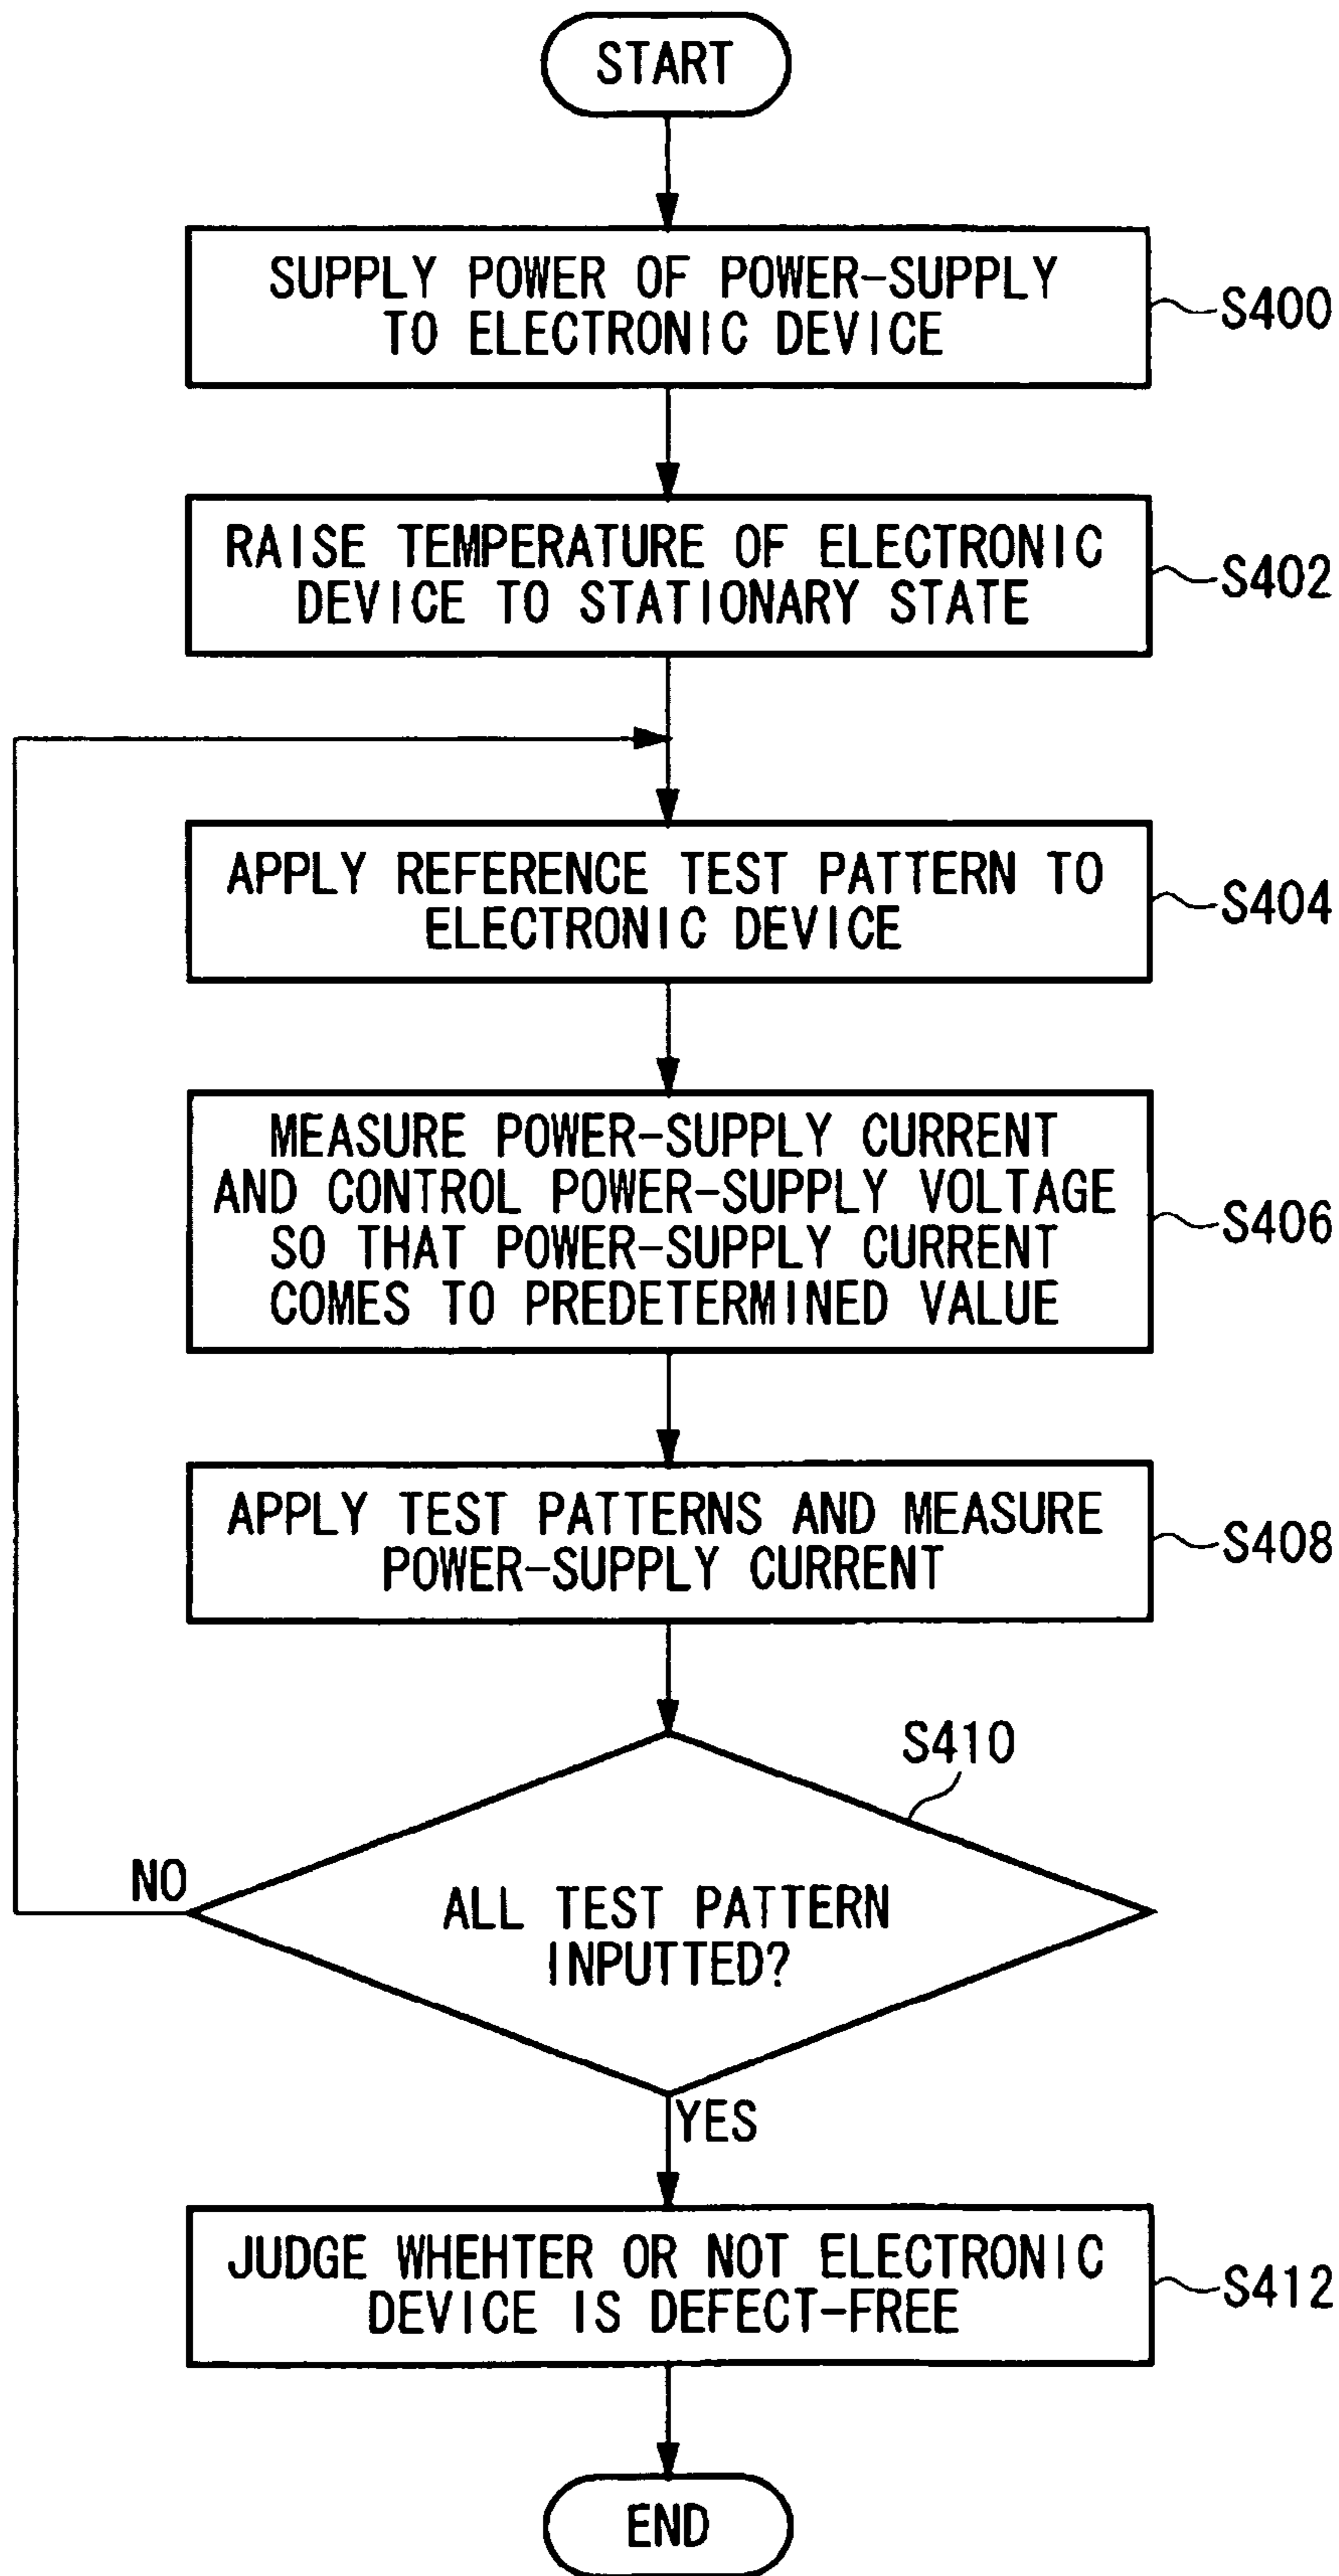 START
SUPPLY POWER OF POWER-SUPPLY
TO ELECTRONIC DEVICE
S400
RAISE TEMPERATURE OF ELECTRONIC
DEVICE TO STATIONARY STATE
S402
APPLY REFERENCE TEST PATTERN TO
ELECTRONIC DEVICE
S404
MEASURE POWER-SUPPLY CURRENT
AND CONTROL POWER-SUPPLY VOLTAGE
SO THAT POWER-SUPPLY CURRENT
COMES TO PREDETERMINED VALUE
S406
APPLY TEST PATTERNS AND MEASURE
POWER-SUPPLY CURRENT
S408
S410
NO
ALL TEST PATTERN
INPUTTED?
YES
JUDGE WHEHTER OR NOT ELECTRONIC
DEVICE IS DEFECT-FREE
S412
END